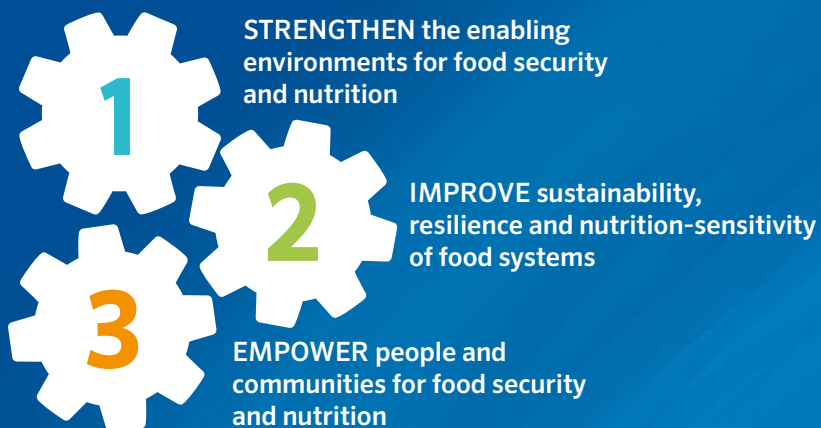 1
STRENGTHEN the enabling
environments for food security
and nutrition
2
IMPROVE sustainability,
resilience and nutrition-sensitivity
of food systems
3
EMPOWER people and
communities for food security
and nutrition